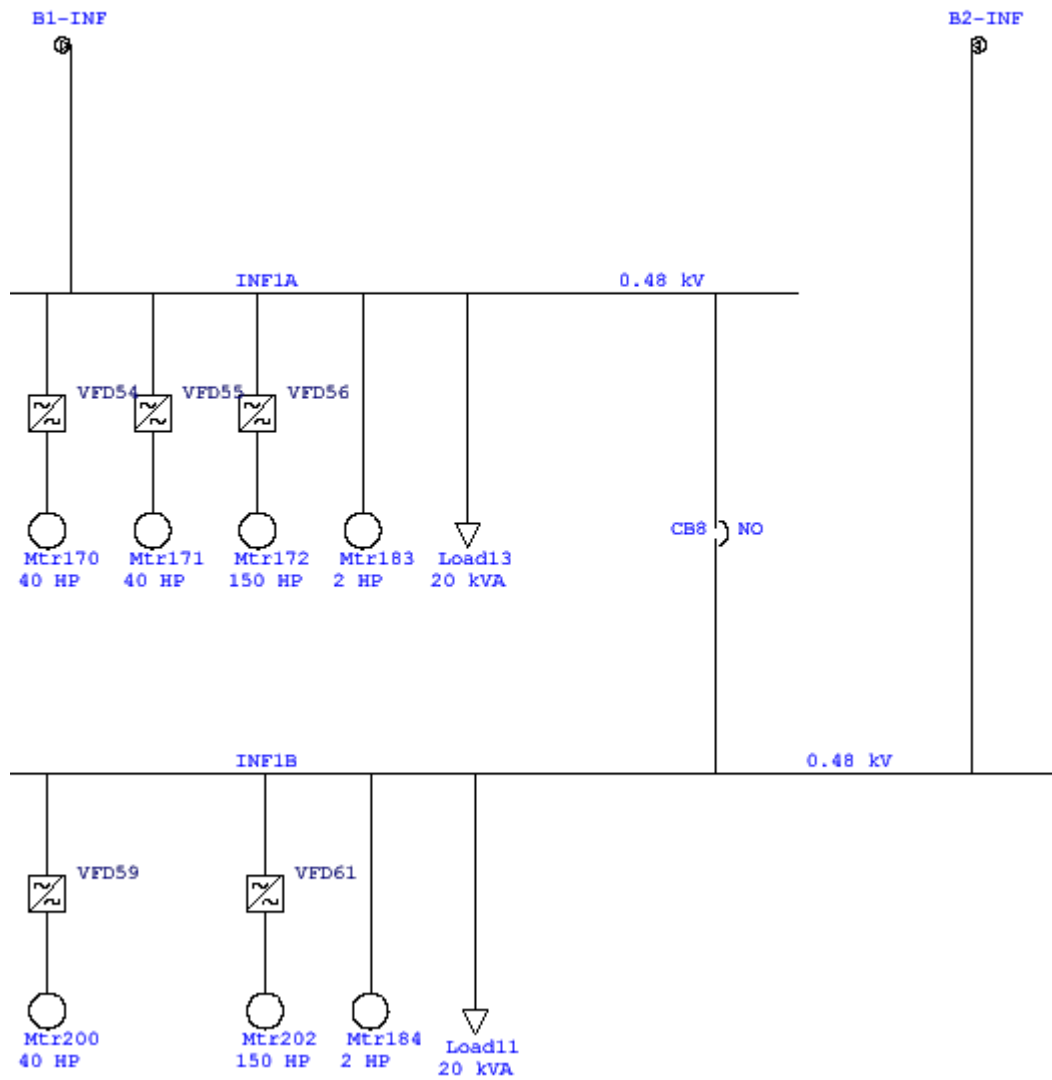 B1-INF
B2-INF
INF1A
0.48 kV
VFD54
VFD55
VFD56
CB8
NO
Mtr170
40 HP
Mtr171
40 HP
Mtr172
150 HP
Mtr183
2 HP
Load13
20 kVA
INF1B
0.48 kV
VFD59
VFD61
Mtr200
40 HP
Mtr202
150 HP
Mtr184
2 HP
Load11
20 kVA